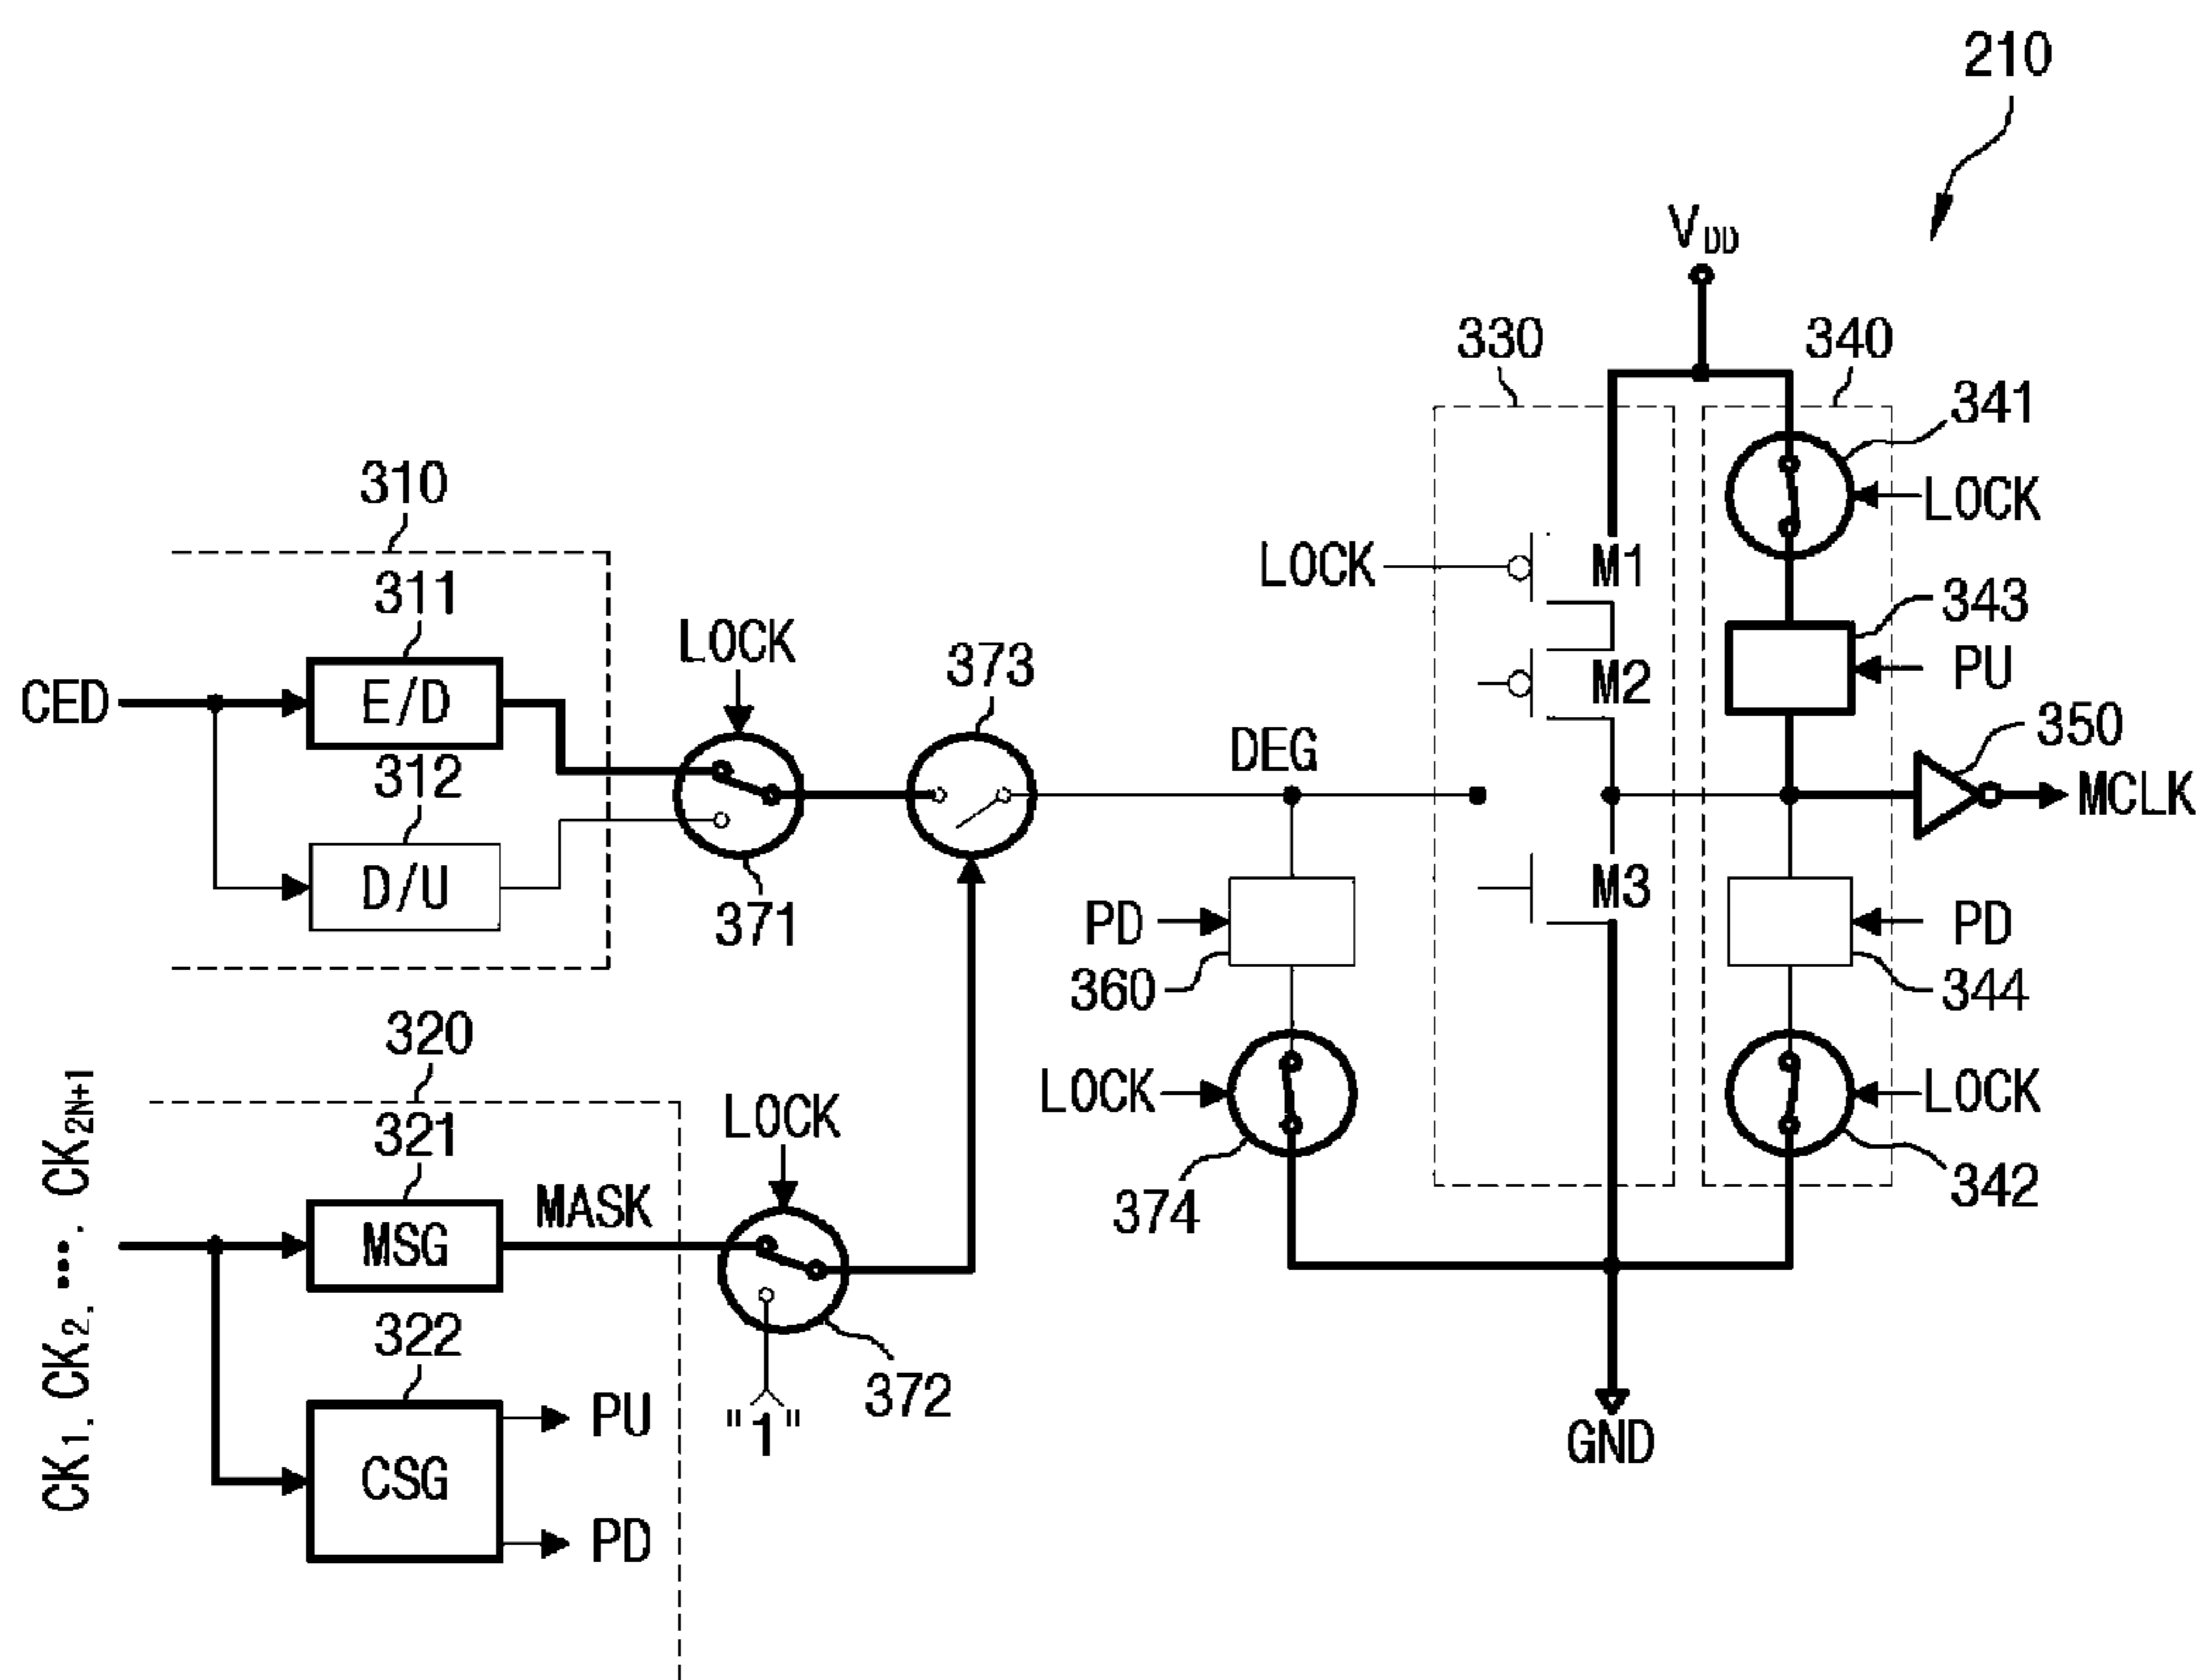 210
V_DD
330
340
341
LOCK
310
311
LOCK
M1
343
CED
E/D
LOCK
373
M2
PU
350
312
DEG
MCLK
D/U
371
PD
M3
PD
360
344
320
321
LOCK
MASK
LOCK
LOCK
374
342
MSG
CK₁, CK₂, ···, CK₂N+1
322
372
PU
"1"
GND
CSG
PD